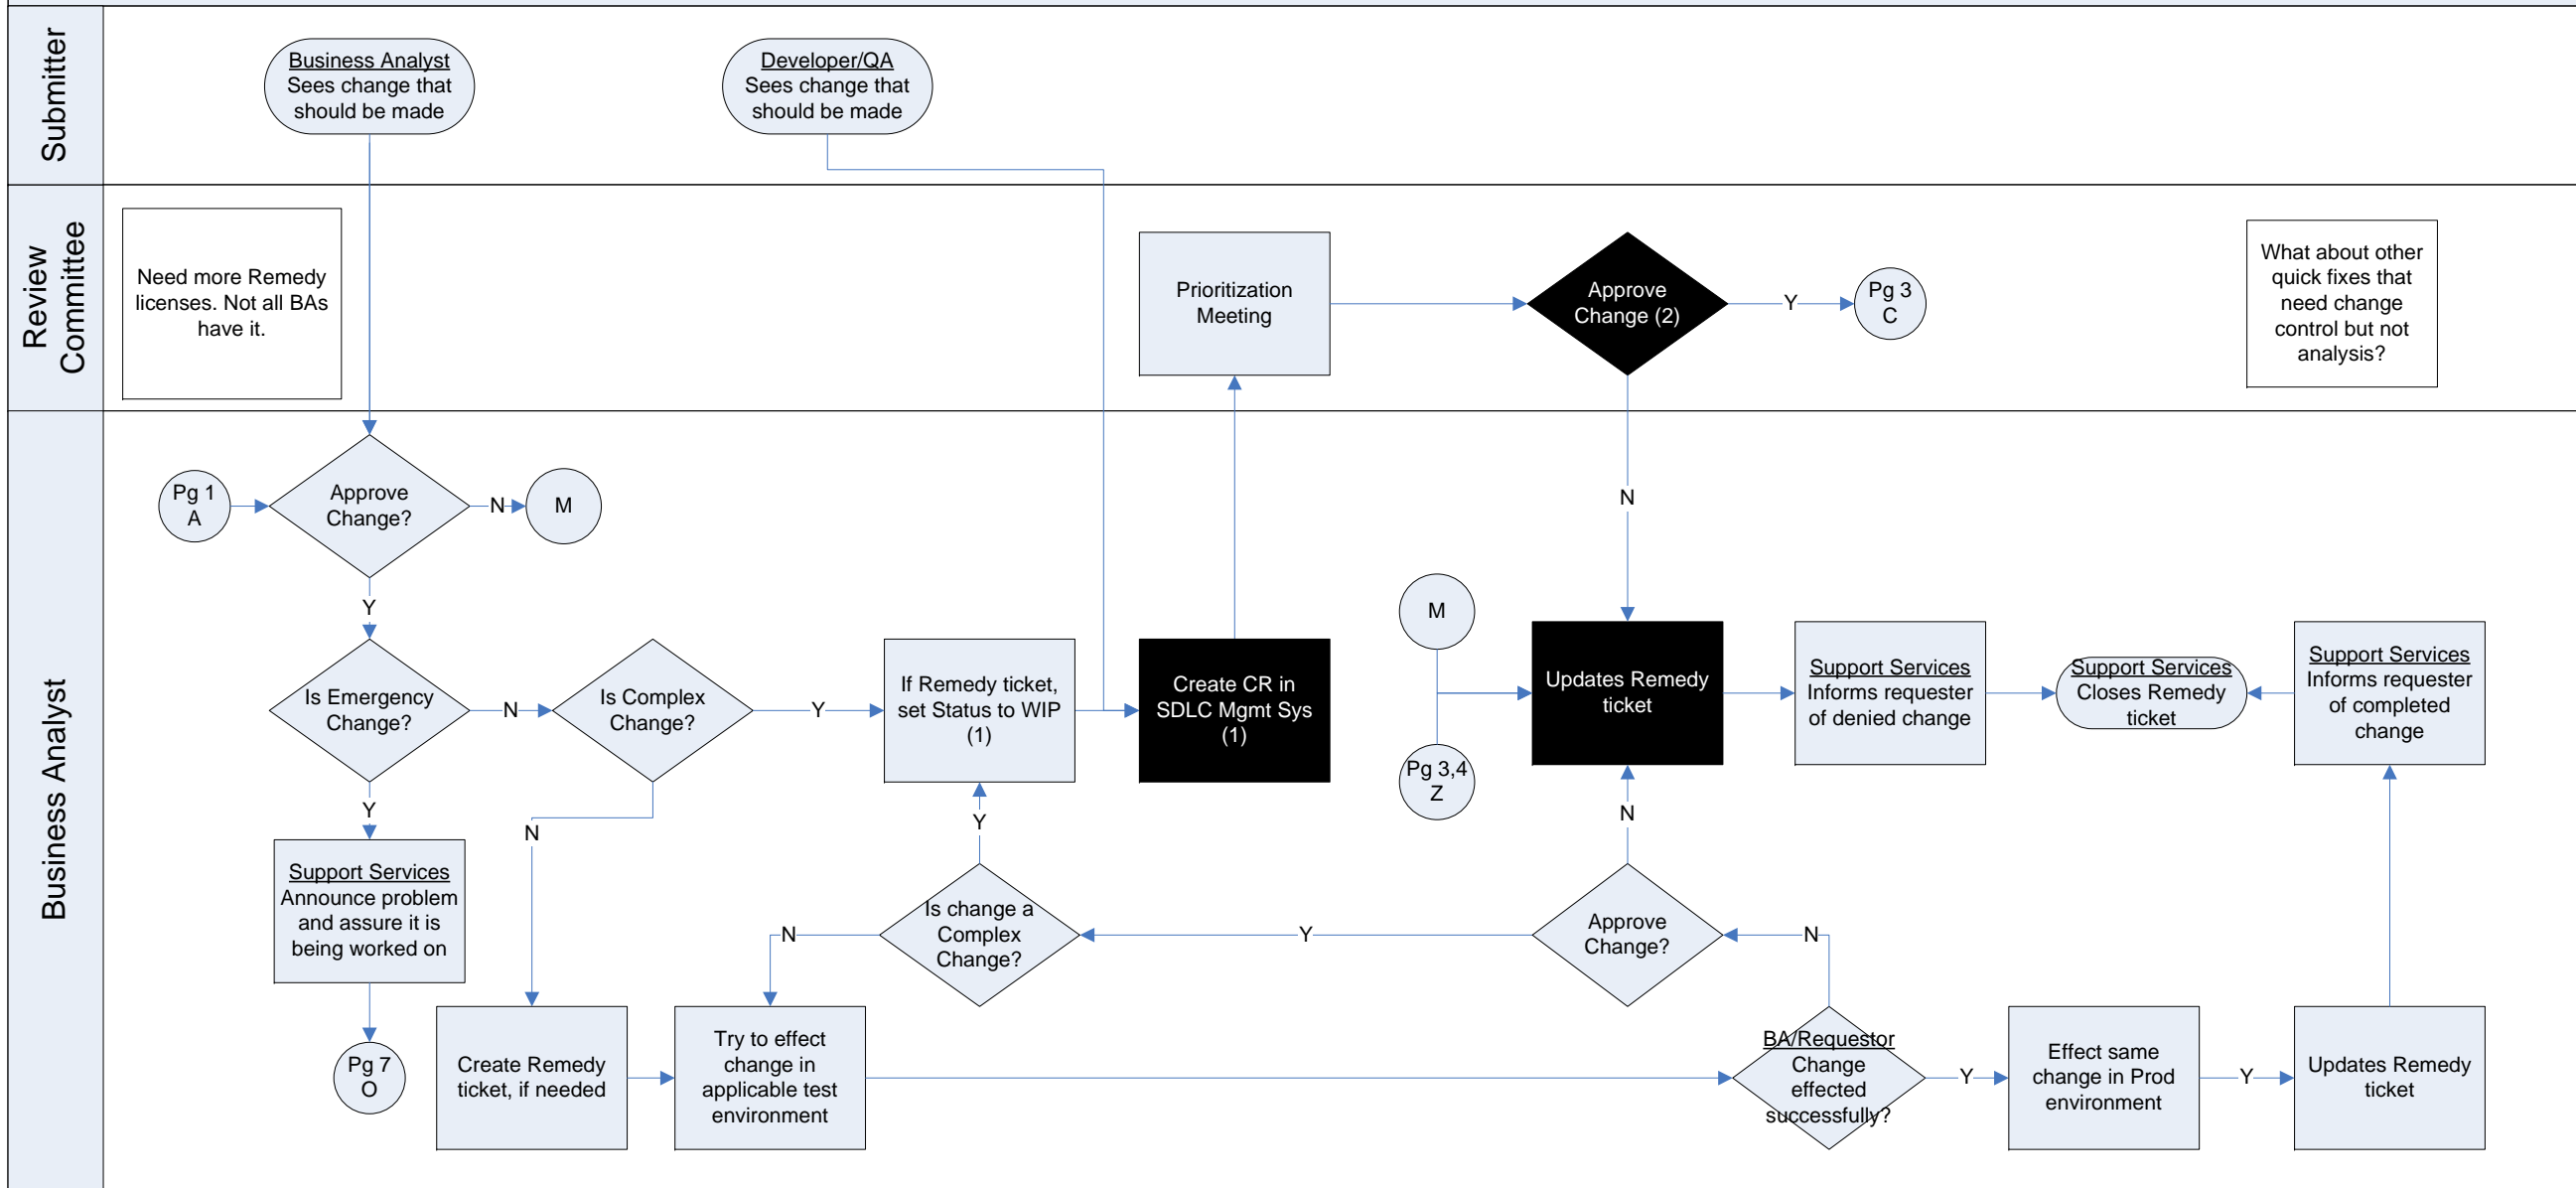 Submitter
Business Analyst
Sees change that
should be made
Developer/QA
Sees change that
should be made
Review
Committee
Need more Remedy
licenses. Not all BAs
have it.
Prioritization
Meeting
Approve
Change (2)
Y
Pg 3
C
What about other
quick fixes that
need change
control but not
analysis?
N
Business Analyst
Pg 1
A
Approve
Change?
N
M
Y
Is Emergency
Change?
N
Is Complex
Change?
Y
If Remedy ticket,
set Status to WIP
(1)
Create CR in
SDLC Mgmt Sys
(1)
M
Pg 3,4
Z
Updates Remedy
ticket
Support Services
Informs requester
of denied change
Support Services
Closes Remedy
ticket
Support Services
Informs requester
of completed
change
Y
N
Y
N
Support Services
Announce problem
and assure it is
being worked on
Is change a
Complex
Change?
N
Y
Approve
Change?
N
Pg 7
O
Create Remedy
ticket, if needed
Try to effect
change in
applicable test
environment
BA/Requestor
Change
effected
successfully?
Y
Effect same
change in Prod
environment
Y
Updates Remedy
ticket